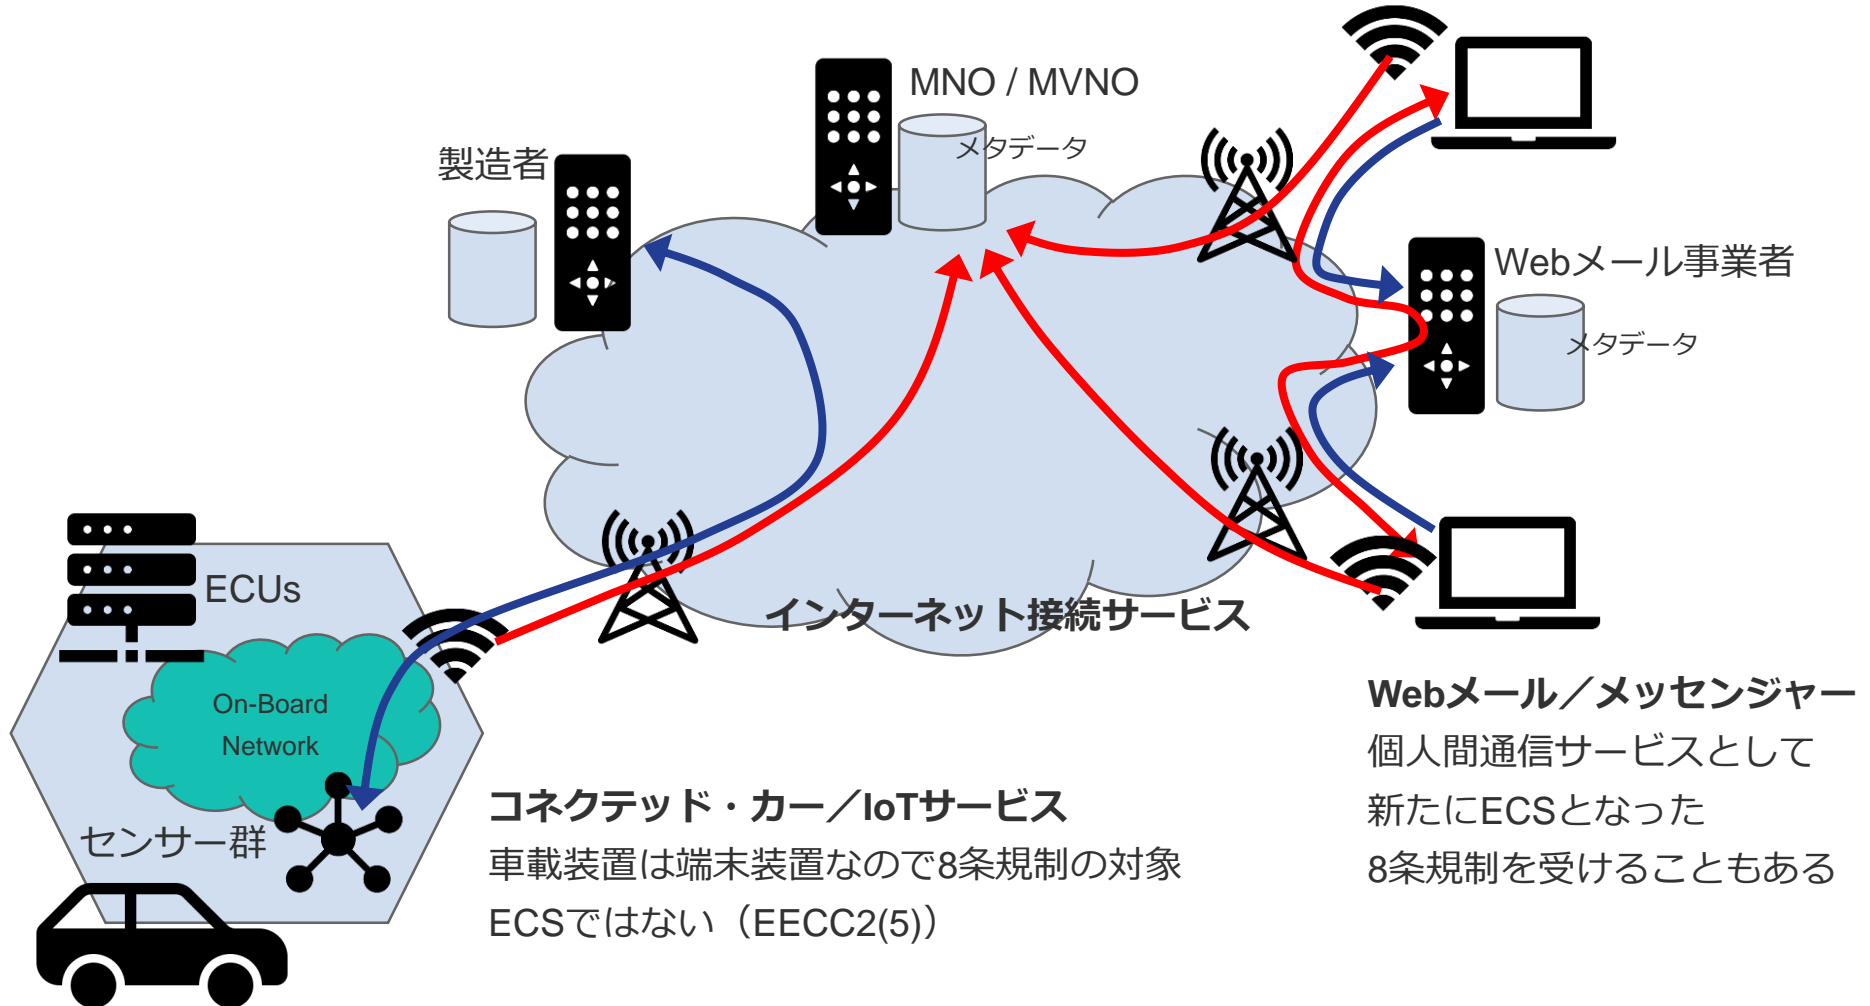 MNO / MVNO
メタデータ
製造者
Webメール事業者
メタデータ
ECUs
インターネット接続サービス
On-Board
Network
センサー群
コネクテッド・カー／IoTサービス
車載装置は端末装置なので8条規制の対象
ECSではない（EECC2(5)）
Webメール／メッセンジャー
個人間通信サービスとして
新たにECSとなった
8条規制を受けることもある